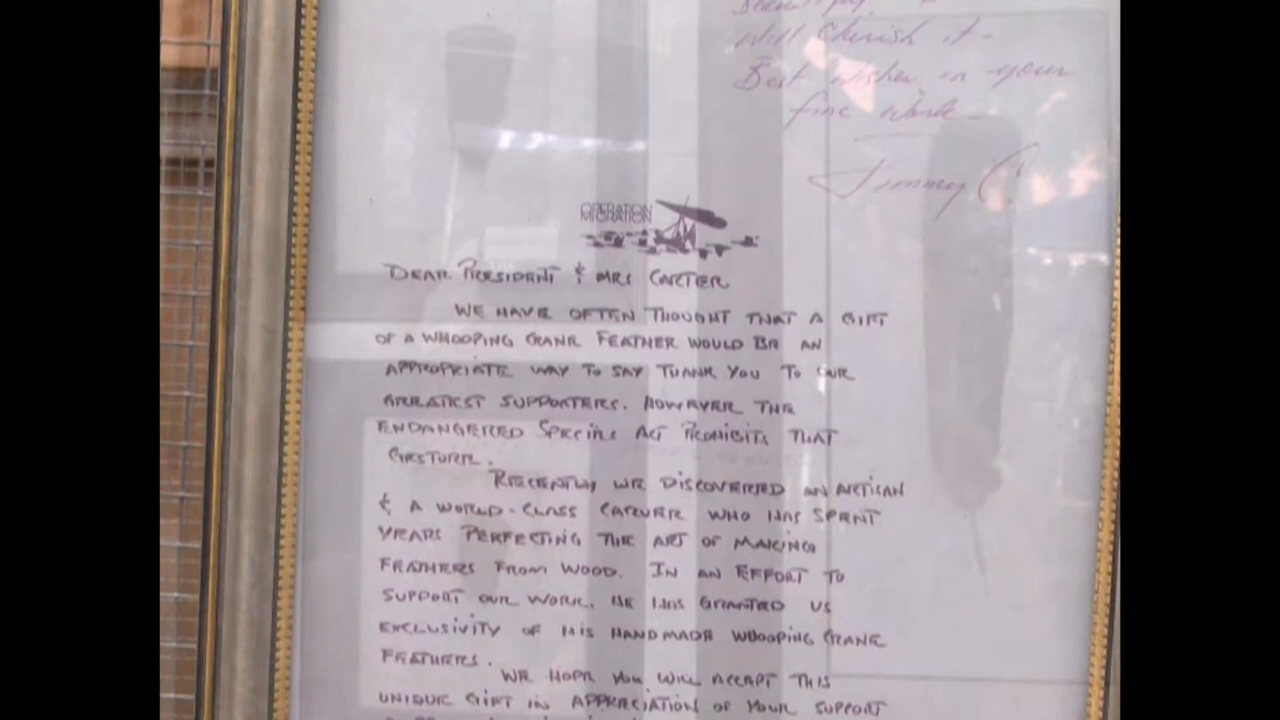 Will Cherish it -
Best wishes in your
fine work
Jimmy C
OPERATION
MIGRATION
DEAR PRESIDENT & MRS CARTER
WE HAVE OFTEN THOUGHT THAT A GIFT
OF A WHOOPING CRANE FEATHER WOULD BE AN
APPROPRIATE WAY TO SAY THANK YOU TO OUR
GREATEST SUPPORTERS. HOWEVER THE
ENDANGERED SPECIES ACT PROHIBITS THAT
GESTURE.
RECENTLY WE DISCOVERED AN ARTISAN
& A WORLD-CLASS CARVER WHO HAS SPENT
YEARS PERFECTING THE ART OF MAKING
FEATHERS FROM WOOD. IN AN EFFORT TO
SUPPORT OUR WORK, HE HAS GRANTED US
EXCLUSIVITY OF HIS HANDMADE WHOOPING CRANE
FEATHERS.
WE HOPE YOU WILL ACCEPT THIS
UNIQUE GIFT IN APPRECIATION OF YOUR SUPPORT